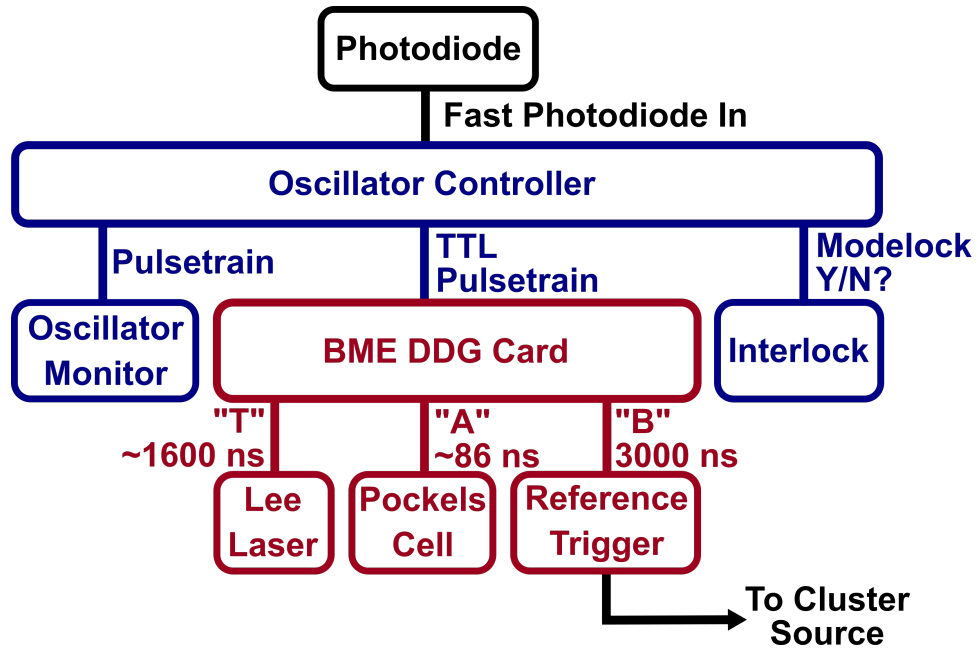 Photodiode
Fast Photodiode In
Oscillator Controller
Pulsetrain
TTL
Pulsetrain
Modelock
Y/N?
Oscillator
Monitor
BME DDG Card
Interlock
"T"
~1600 ns
"A"
~86 ns
"B"
3000 ns
Lee
Laser
Pockels
Cell
Reference
Trigger
To Cluster
Source